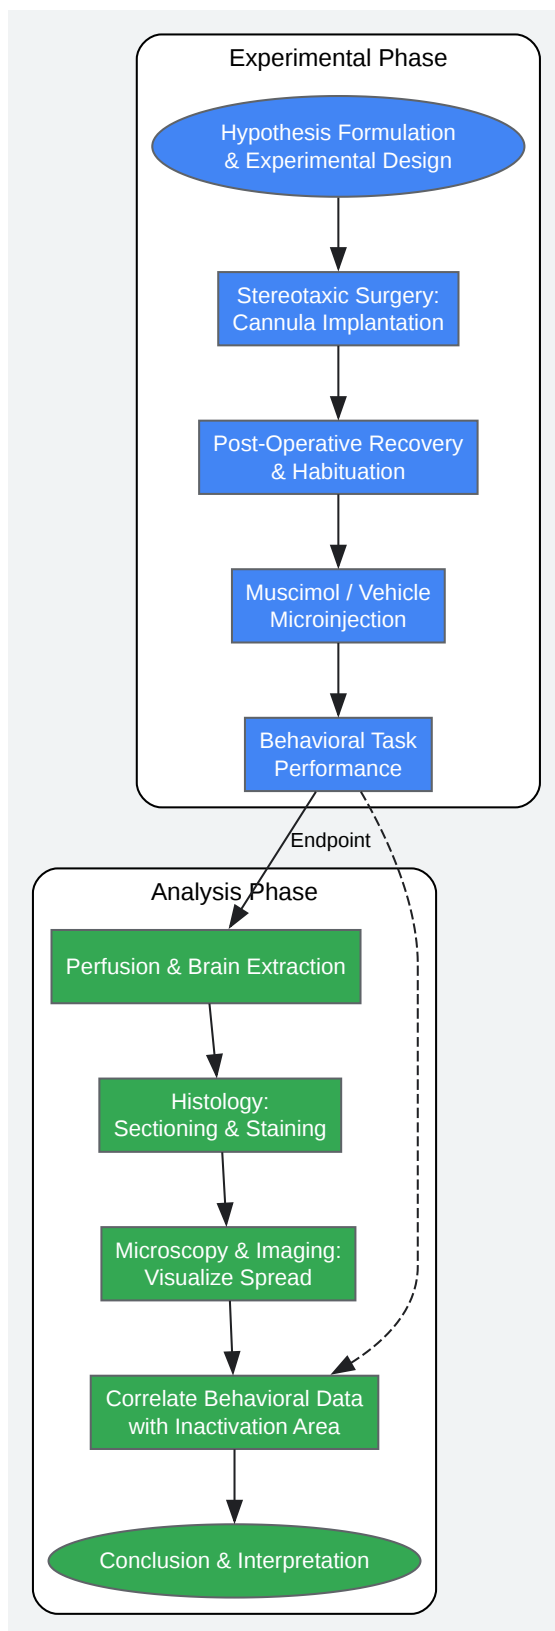 Experimental Phase
Hypothesis Formulation
& Experimental Design
Stereotaxic Surgery:
Cannula Implantation
Post-Operative Recovery
& Habituation
Muscimol / Vehicle
Microinjection
Behavioral Task
Performance
Endpoint
Analysis Phase
Perfusion & Brain Extraction
Histology:
Sectioning & Staining
Microscopy & Imaging:
Visualize Spread
Correlate Behavioral Data
with Inactivation Area
Conclusion & Interpretation